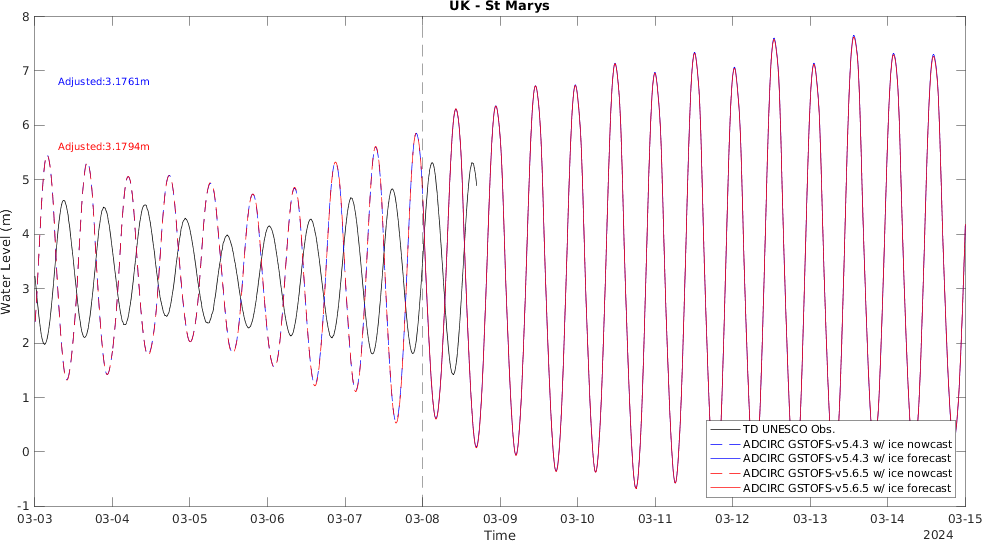 UK - St Marys
Adjusted:3.1761m
Adjusted:3.1794m
Water Level (m)
8
7
6
5
4
3
2
1
0
-1
TD UNESCO Obs.
ADCIRC GSTOFS-v5.4.3 w/ ice nowcast
ADCIRC GSTOFS-v5.4.3 w/ ice forecast
ADCIRC GSTOFS-v5.6.5 w/ ice nowcast
ADCIRC GSTOFS-v5.6.5 w/ ice forecast
03-03 03-04 03-05 03-06 03-07 03-08 03-09 03-10 03-11 03-12 03-13 03-14 03-15
Time
2024